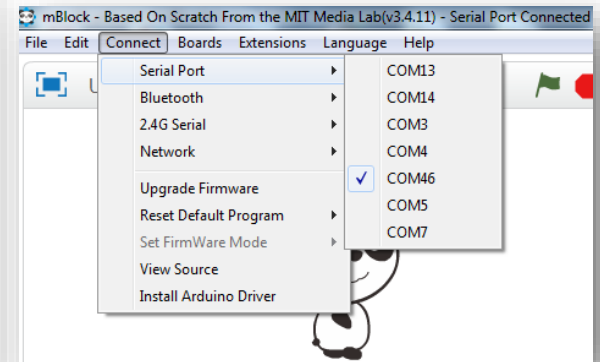 mBlock - Based On Scratch From the MIT Media Lab(v3.4.11) - Serial Port Connected
File Edit Connect Boards Extensions Language Help
Serial Port
Bluetooth
2.4G Serial
Network
Upgrade Firmware
Reset Default Program
Set FirmWare Mode
View Source
Install Arduino Driver
COM13
COM14
COM3
COM4
COM46
COM5
COM7